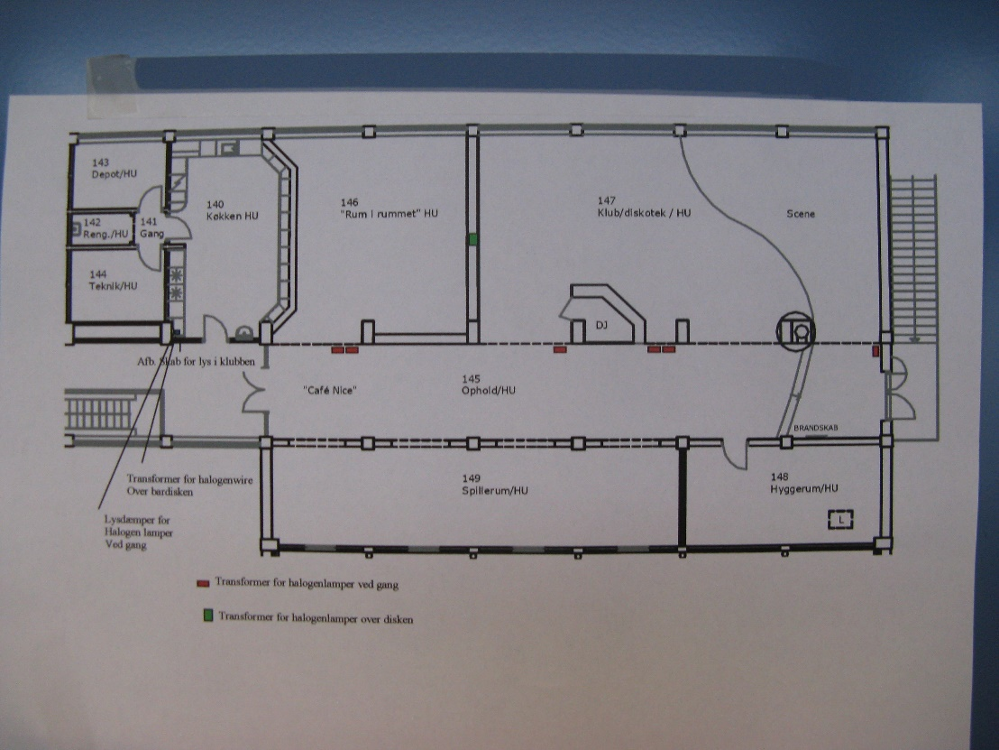 143
Depot/HU
142
Reng./HU
141
Gang
144
Teknik/HU
140
Køkken HU
146
"Rum i rummet" HU
147
Klub/diskotek / HU
Scene
DJ
Afb. Skab for lys i klubben
"Café Nice"
145
Ophold/HU
BRANDSKAB
Transformer for halogenwire
Over bardisken
Lysdæmper for
Halogen lamper
Ved gang
149
Spillerum/HU
148
Hyggerum/HU
L
Transformer for halogenlamper ved gang
Transformer for halogenlamper over disken